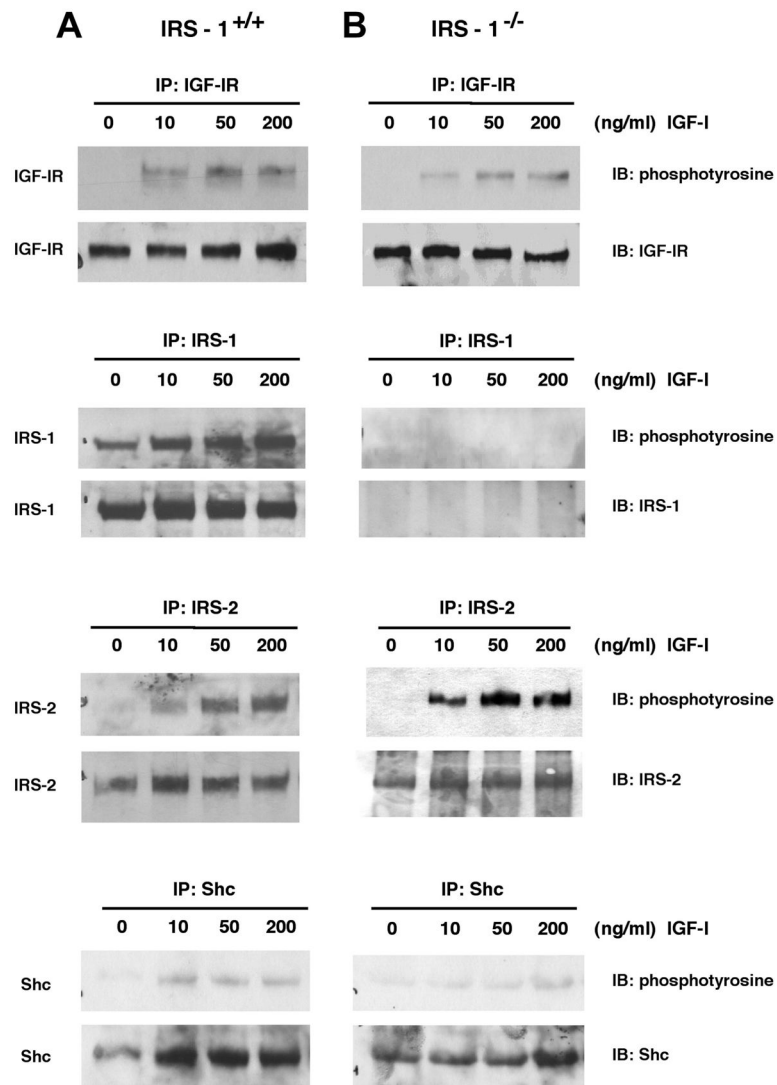 A IRS - 1+/+ B IRS - 1-/-
IP: IGF-IR IP: IGF-IR
0 10 50 200 0 10 50 200 (ng/ml) IGF-I
IGF-IR IB: phosphotyrosine
IGF-IR IB: IGF-IR
IP: IRS-1 IP: IRS-1
0 10 50 200 0 10 50 200 (ng/ml) IGF-I
IRS-1 IB: phosphotyrosine
IRS-1 IB: IRS-1
IP: IRS-2 IP: IRS-2
0 10 50 200 0 10 50 200 (ng/ml) IGF-I
IRS-2 IB: phosphotyrosine
IRS-2 IB: IRS-2
IP: Shc IP: Shc
0 10 50 200 0 10 50 200 (ng/ml) IGF-I
Shc IB: phosphotyrosine
Shc IB: Shc